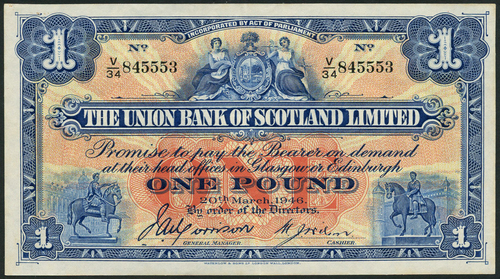 INCORPORATED BY ACT OF PARLIAMENT
1 1
Nº Nº
V/34 845553 V/34 845553
THE UNION BANK OF SCOTLAND LIMITED
Promise to pay the Bearer on demand
at their head offices in Glasgow or Edinburgh
ONE POUND
20th March, 1946.
By order of the Directors.
GENERAL MANAGER CASHIER.
1 1